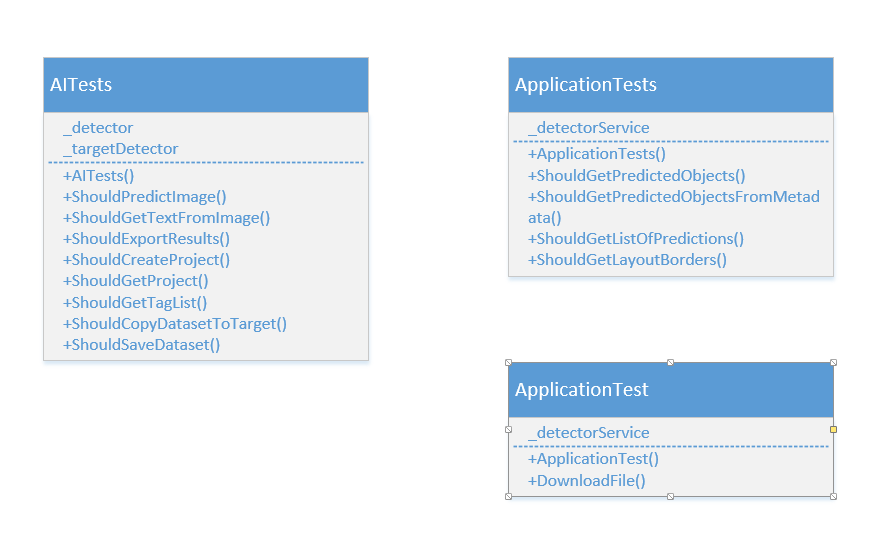 AITests
_detector
_targetDetector
+AITests()
+ShouldPredictImage()
+ShouldGetTextFromImage()
+ShouldExportResults()
+ShouldCreateProject()
+ShouldGetProject()
+ShouldGetTagList()
+ShouldCopyDatasetToTarget()
+ShouldSaveDataset()
ApplicationTests
_detectorService
+ApplicationTests()
+ShouldGetPredictedObjects()
+ShouldGetPredictedObjectsFromMetad
ata()
+ShouldGetListOfPredictions()
+ShouldGetLayoutBorders()
ApplicationTest
_detectorService
+ApplicationTest()
+DownloadFile()